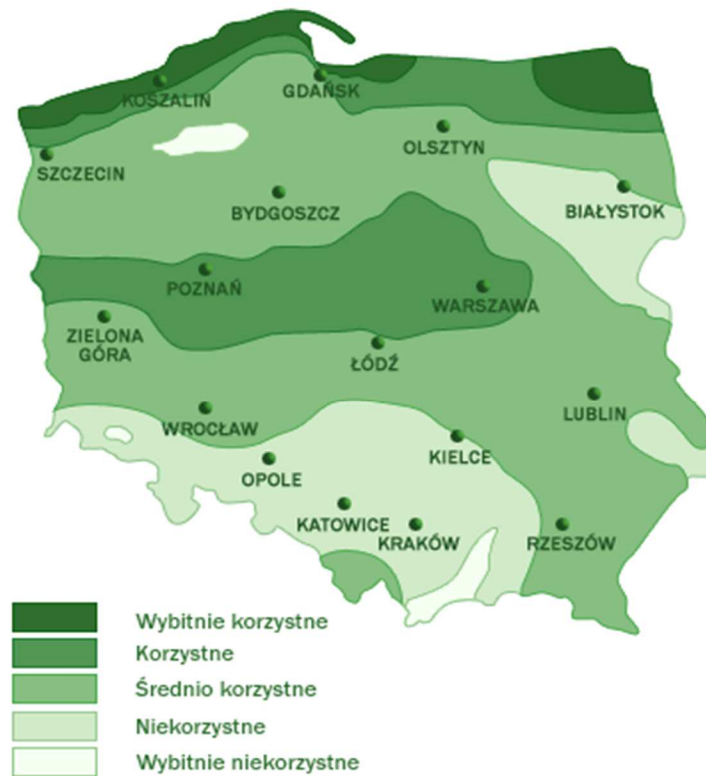 KOSZALIN
GDAŃSK
OLSZTYN
SZCZECIN
BIAŁYSTOK
BYDGOSZCZ
POZNAŃ
WARSZAWA
ZIELONA
GÓRA
ŁÓDŹ
LUBLIN
WROCŁAW
KIELCE
OPOLE
KATOWICE
KRAKÓW
RZESZÓW
Wybitnie korzystne
Korzystne
Średnio korzystne
Niekorzystne
Wybitnie niekorzystne